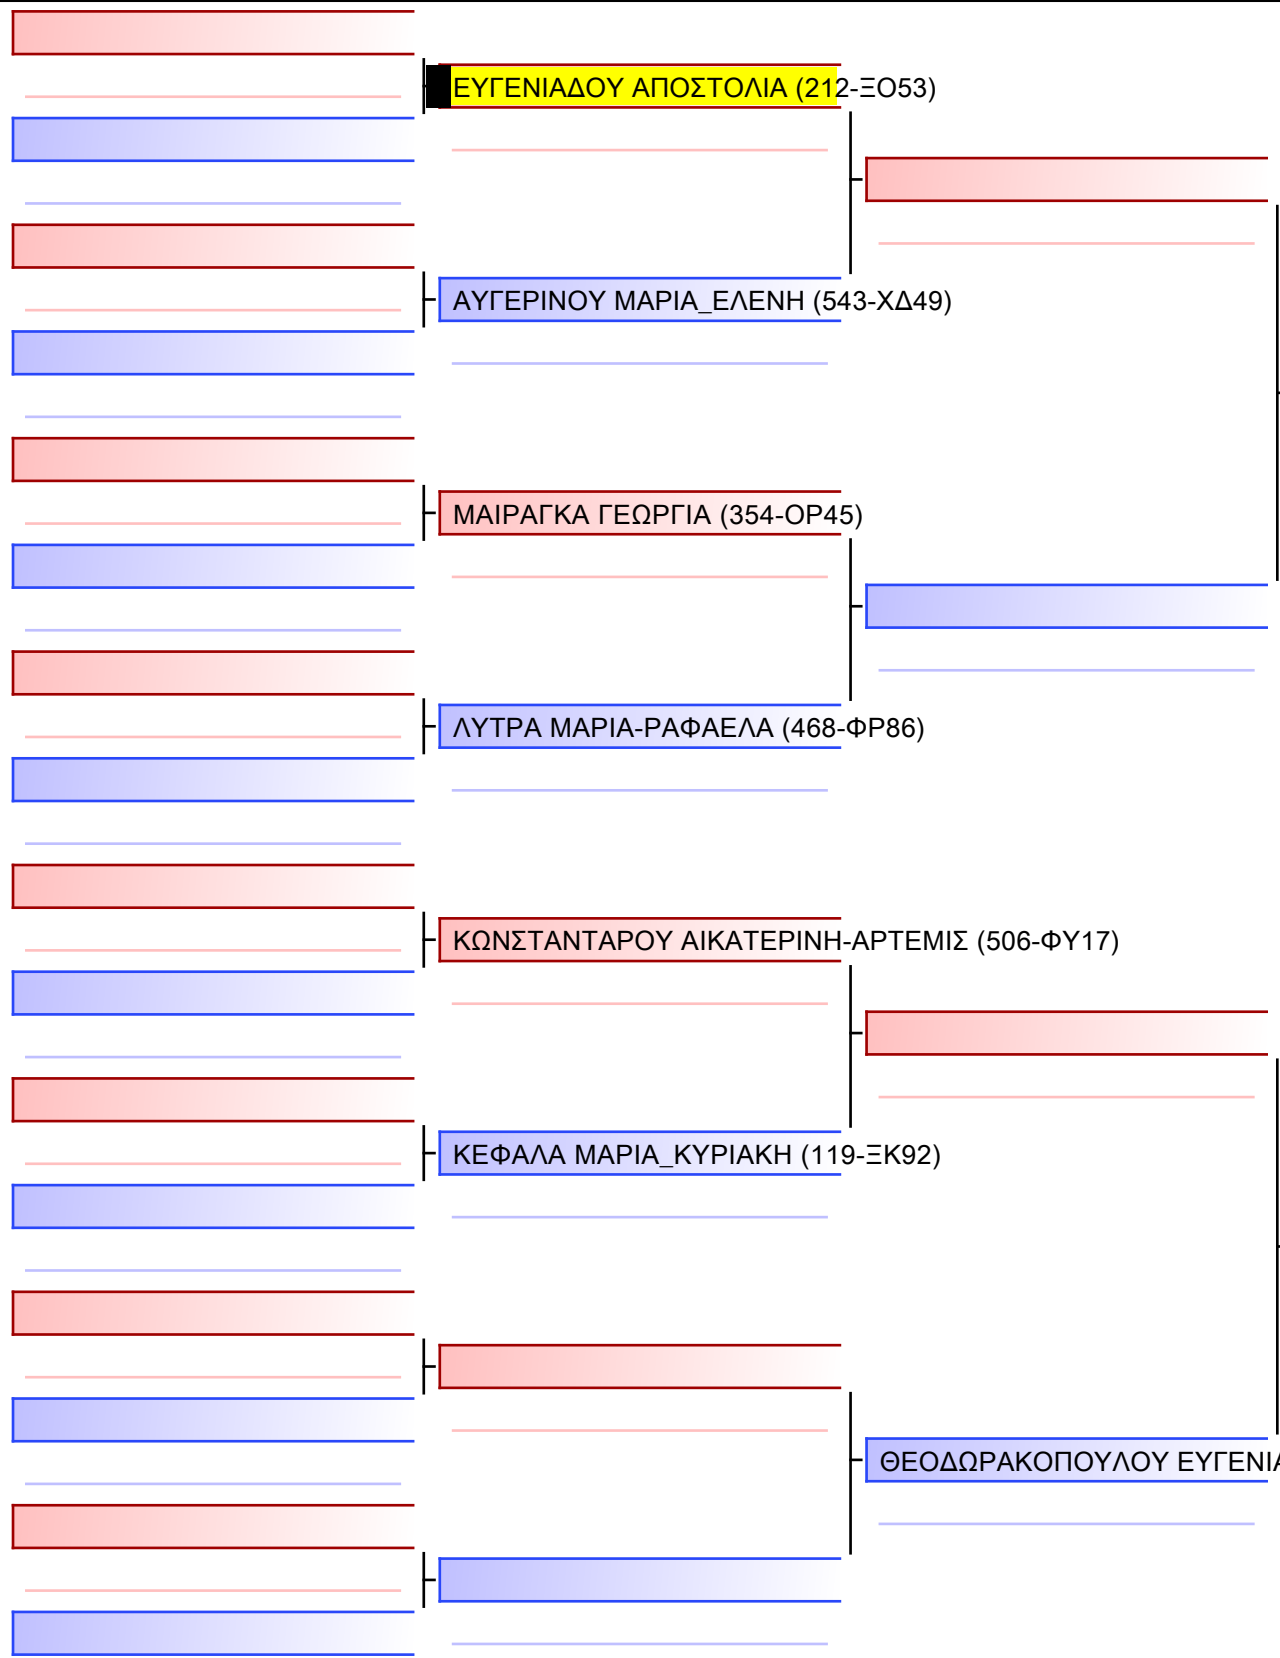 ΕΥΓΕΝΙΑΔΟΥ ΑΠΟΣΤΟΛΙΑ (212-ΞΟ53)
ΑΥΓΕΡΙΝΟΥ ΜΑΡΙΑ_ΕΛΕΝΗ (543-ΧΔ49)
ΜΑΙΡΑΓΚΑ ΓΕΩΡΓΙΑ (354-ΟΡ45)
ΛΥΤΡΑ ΜΑΡΙΑ-ΡΑΦΑΕΛΑ (468-ΦΡ86)
ΚΩΝΣΤΑΝΤΑΡΟΥ ΑΙΚΑΤΕΡΙΝΗ-ΑΡΤΕΜΙΣ (506-ΦΥ17)
ΚΕΦΑΛΑ ΜΑΡΙΑ_ΚΥΡΙΑΚΗ (119-ΞΚ92)
ΘΕΟΔΩΡΑΚΟΠΟΥΛΟΥ ΕΥΓΕΝΙΑ